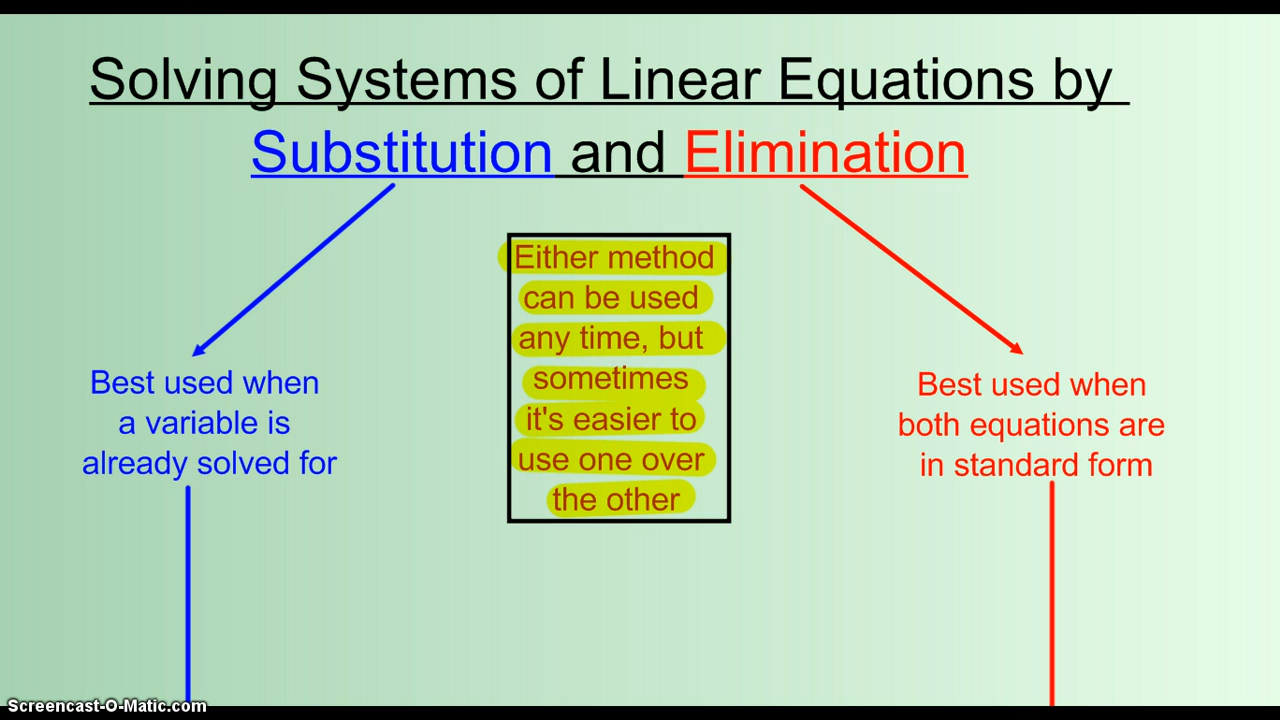 Solving Systems of Linear Equations by
Substitution and Elimination
Either method
can be used
any time, but
sometimes
it's easier to
use one over
the other
Best used when
a variable is
already solved for
Best used when
both equations are
in standard form
Screencast-O-Matic.com